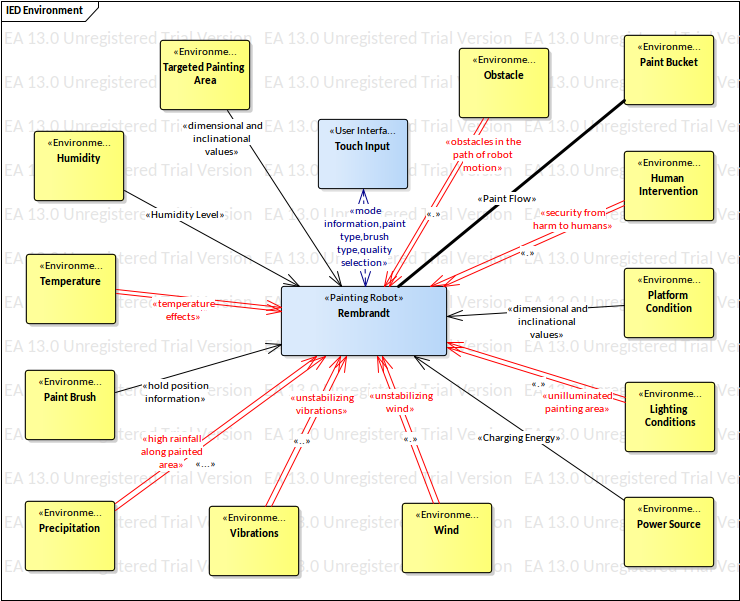 IED Environment
EA 13.0 Unregistered Trial Version
«Environme...
Targeted Painting
Area
«Environme...
Obstacle
«Environme...
Paint Bucket
«User Interfa...
Touch Input
«Environme...
Humidity
«Environme...
Human
Intervention
«dimensional and
inclinational
values»
«obstacles in the
path of robot
motion»
«.»
«Paint Flow»
«security from
harm to humans»
«.»
«Humidity Level»
«mode
information,paint
type,brush
type,quality
selection»
«Environme...
Temperature
«temperature
effects»
«Painting Robot»
Rembrandt
«Environme...
Platform
Condition
«dimensional and
inclinational
values»
«Environme...
Paint Brush
«hold position
information»
«unstabilizing
vibrations»
«..»
«unstabilizing
wind»
«.»
«.»
«unilluminated
painting area»
«Environme...
Lighting
Conditions
«high rainfall
along painted
area»
«...»
«Charging Energy»
«Environme...
Precipitation
«Environme...
Vibrations
«Environme...
Wind
«Environme...
Power Source